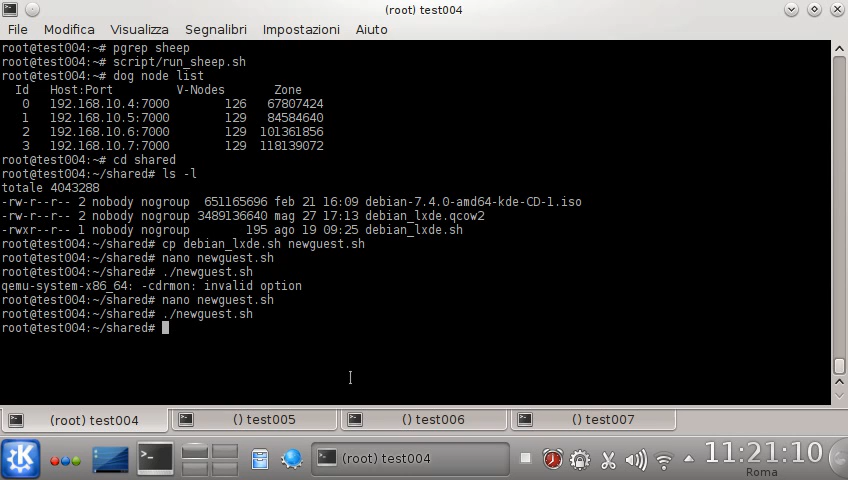 (root) test004
File Modifica Visualizza Segnalibri Impostazioni Aiuto
root@test004:~# pgrep sheep
root@test004:~# script/run_sheep.sh
root@test004:~# dog node list
Id Host:Port V-Nodes Zone
0 192.168.10.4:7000 126 67807424
1 192.168.10.5:7000 129 84584640
2 192.168.10.6:7000 129 101361856
3 192.168.10.7:7000 129 118139072
root@test004:~# cd shared
root@test004:~/shared# ls -l
totale 4043288
-rw-r--r-- 2 nobody nogroup 651165696 feb 21 16:09 debian-7.4.0-amd64-kde-CD-1.iso
-rw-r--r-- 2 nobody nogroup 3489136640 mag 27 17:13 debian_lxde.qcow2
-rwxr--r-- 1 nobody nogroup 195 ago 19 09:25 debian_lxde.sh
root@test004:~/shared# cp debian_lxde.sh newguest.sh
root@test004:~/shared# nano newguest.sh
root@test004:~/shared# ./newguest.sh
qemu-system-x86_64: -cdrmon: invalid option
root@test004:~/shared# nano newguest.sh
root@test004:~/shared# ./newguest.sh
root@test004:~/shared#
(root) test004 () test005 () test006 () test007
(root) test004 11:21:10
Roma